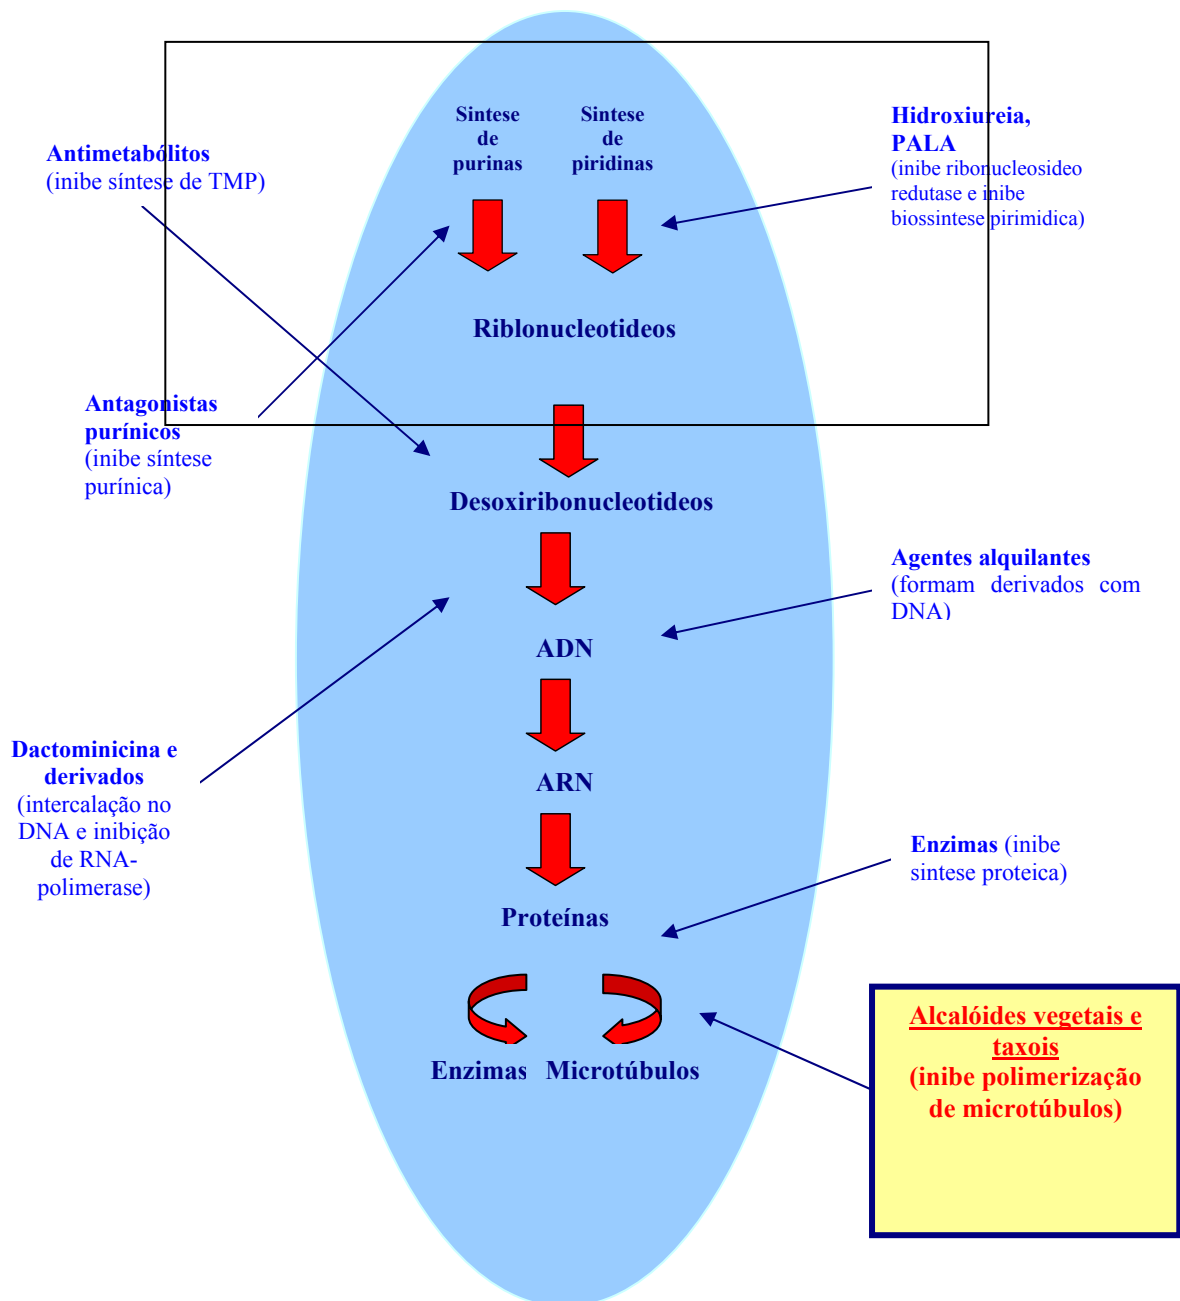 Sintese
de
purinas
Sintese
de
piridinas
Hidroxiureia,
PALA
(inibe ribonucleosideo
redutase e inibe
biossintese pirimidica)
Antimetabólitos
(inibe síntese de TMP)
Riblonucleotideos
Antagonistas
purínicos
(inibe síntese
purínica)
Desoxiribonucleotideos
Agentes alquilantes
(formam derivados com
DNA)
ADN
Dactominicina e
derivados
(intercalação no
DNA e inibição
de RNA-
polimerase)
ARN
Enzimas (inibe
sintese proteica)
Proteínas
Alcalóides vegetais e
taxois
(inibe polimerização
de microtúbulos)
Enzimas Microtúbulos